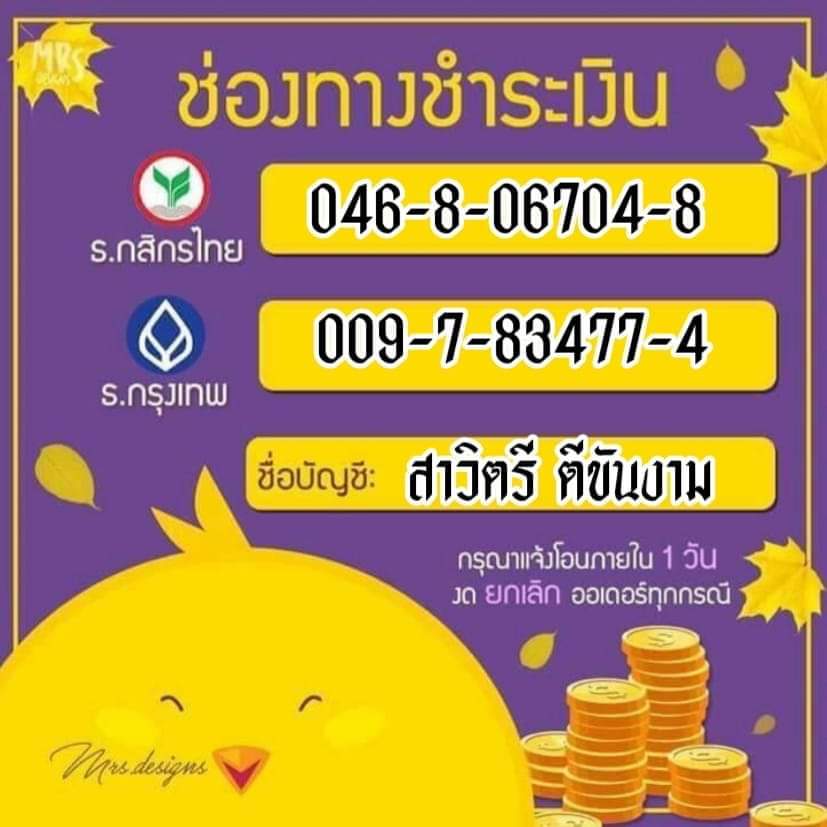 MRS
ช่องทางชำระเงิน
046-8-06704-8
ธ.กสิกรไทย
009-7-83477-4
ธ.กรุงเทพ
ชื่อบัญชี: สาวิตรี ตีขันงาม
กรุณาแจ้งโอนภายใน 1 วัน
งด ยกเลิก ออเดอร์ทุกกรณี
Mrs.designs